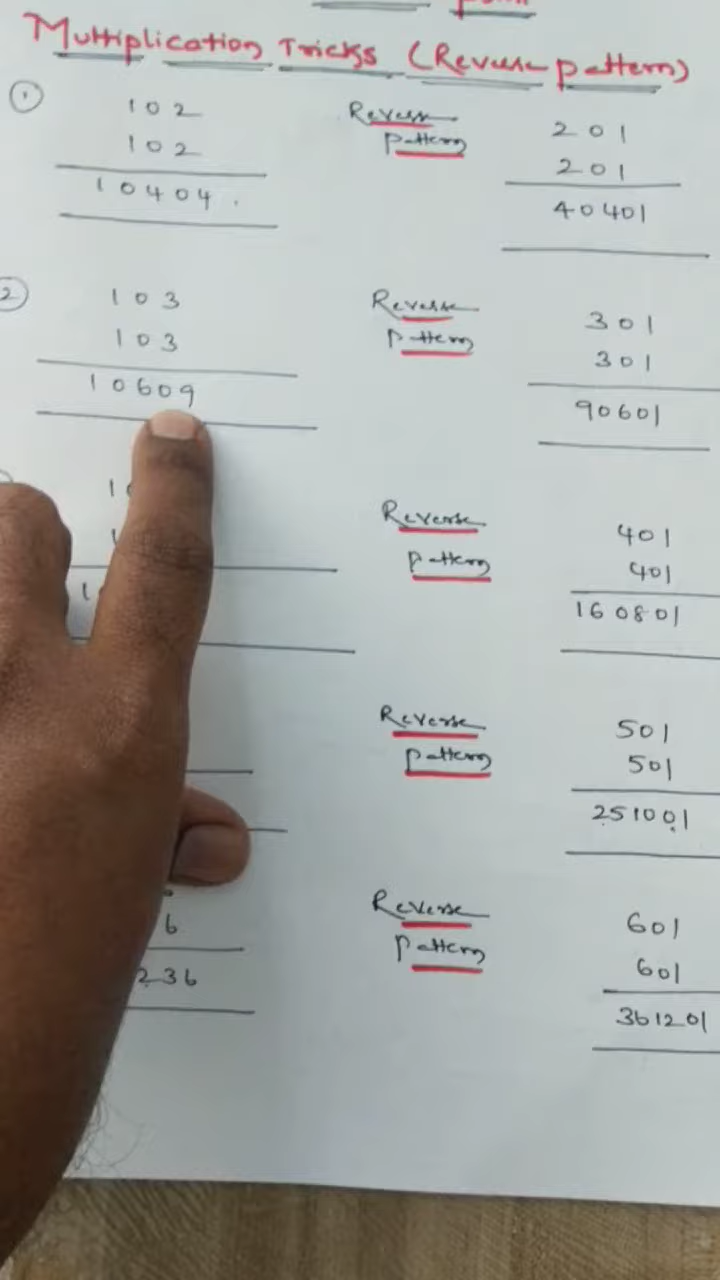 Multiplication Tricks (Reverse pattern)
① 102
102
10404.
Reverse
pattern
201
201
40401
2 103
103
10609
Reverse
pattern
301
301
90601
Reverse
pattern
401
401
160801
Reverse
pattern
501
501
251001
6
236
Reverse
pattern
601
601
361201